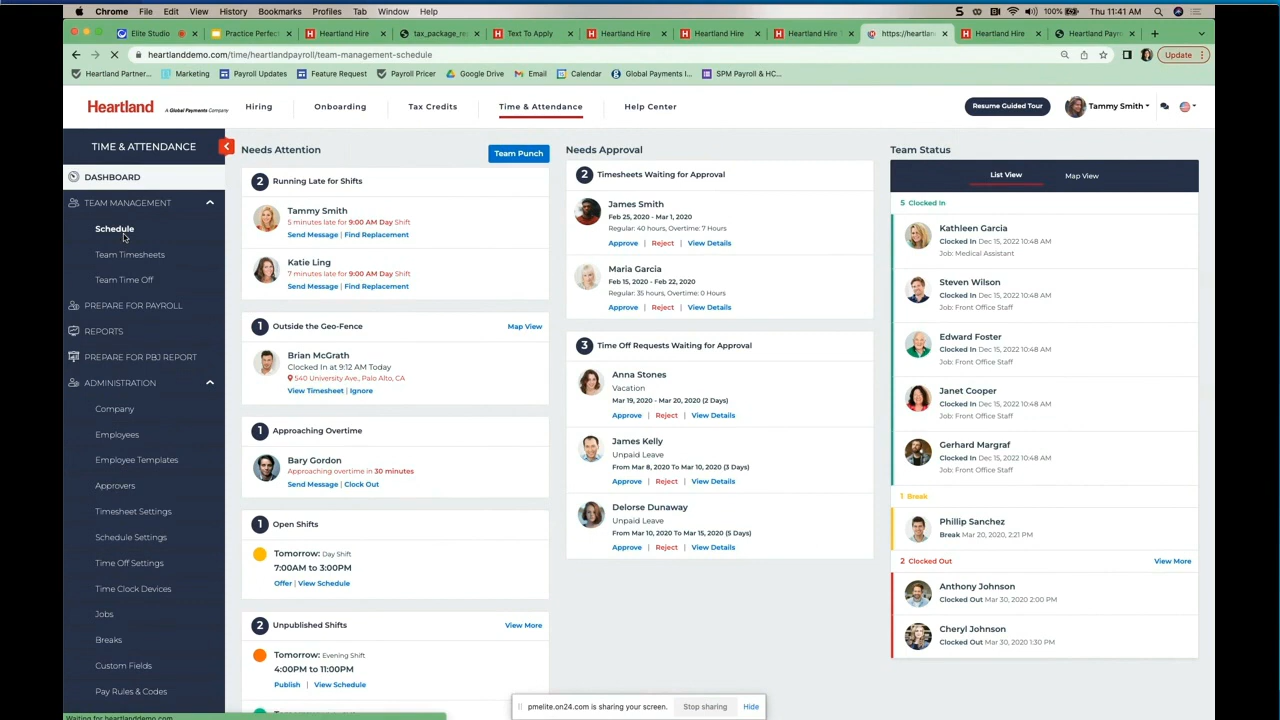 Chrome File Edit View History Bookmarks Profiles Tab Window Help 100% Thu 11:41 AM
Elite Studio Practive Perfec Heartland Hire tax_package_re Text To Apply Heartland Hire Heartland Hire Heartland Hire https://heartlan Heartland Hire Heartland Payro
heartlanddemo.com/time/heartlandpayroll/team-management-schedule Update
Heartland Partner... Marketing Payroll Updates Feature Request Payroll Pricer Google Drive Email Calendar Global Payments I... SPM Payroll & HC...
Heartland A Global Payments Company Hiring Onboarding Tax Credits Time & Attendance Help Center Resume Guided Tour Tammy Smith
TIME & ATTENDANCE
DASHBOARD
TEAM MANAGEMENT
Schedule
Team Timesheets
Team Time Off
PREPARE FOR PAYROLL
REPORTS
PREPARE FOR PBJ REPORT
ADMINISTRATION
Company
Employees
Employee Templates
Approvers
Timesheet Settings
Schedule Settings
Time Off Settings
Time Clock Devices
Jobs
Breaks
Custom Fields
Pay Rules & Codes
Waiting for heartlanddemo.com
Needs Attention Team Punch
2 Running Late for Shifts
Tammy Smith
5 minutes late for 9:00 AM Day Shift
Send Message | Find Replacement
Katie Ling
7 minutes late for 9:00 AM Day Shift
Send Message | Find Replacement
1 Outside the Geo-Fence Map View
Brian McGrath
Clocked In at 9:12 AM Today
540 University Ave., Palo Alto, CA
View Timesheet | Ignore
1 Approaching Overtime
Bary Gordon
Approaching overtime in 30 minutes
Send Message | Clock Out
1 Open Shifts
Tomorrow: Day Shift
7:00AM to 3:00PM
Offer | View Schedule
2 Unpublished Shifts View More
Tomorrow: Evening Shift
4:00PM to 11:00PM
Publish | View Schedule
Needs Approval
2 Timesheets Waiting for Approval
James Smith
Feb 25, 2020 - Mar 1, 2020
Regular: 40 hours, Overtime: 7 Hours
Approve | Reject | View Details
Maria Garcia
Feb 15, 2020 - Feb 22, 2020
Regular: 35 hours, Overtime: 0 Hours
Approve | Reject | View Details
3 Time Off Requests Waiting for Approval
Anna Stones
Vacation
Mar 19, 2020 - Mar 20, 2020 (2 Days)
Approve | Reject | View Details
James Kelly
Unpaid Leave
From Mar 8, 2020 To Mar 10, 2020 (3 Days)
Approve | Reject | View Details
Delorse Dunaway
Unpaid Leave
From Mar 10, 2020 To Mar 15, 2020 (5 Days)
Approve | Reject | View Details
Team Status
List View Map View
5 Clocked In
Kathleen Garcia
Clocked In Dec 15, 2022 10:48 AM
Job: Medical Assistant
Steven Wilson
Clocked In Dec 15, 2022 10:48 AM
Job: Front Office Staff
Edward Foster
Clocked In Dec 15, 2022 10:48 AM
Job: Front Office Staff
Janet Cooper
Clocked In Dec 15, 2022 10:48 AM
Job: Front Office Staff
Gerhard Margraf
Clocked In Dec 15, 2022 10:48 AM
Job: Front Office Staff
1 Break
Phillip Sanchez
Break Mar 20, 2020, 2:21 PM
2 Clocked Out View More
Anthony Johnson
Clocked Out Mar 30, 2020 2:00 PM
Cheryl Johnson
Clocked Out Mar 30, 2020 1:30 PM
pmelite.on24.com is sharing your screen. Stop sharing Hide